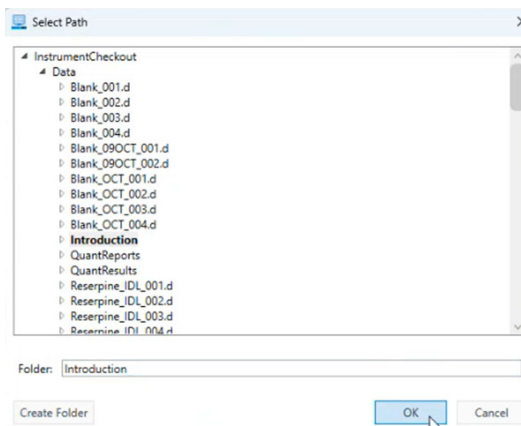 Select Path
InstrumentCheckout
Data
Blank_001.d
Blank_002.d
Blank_003.d
Blank_004.d
Blank_09OCT_001.d
Blank_09OCT_002.d
Blank_OCT_001.d
Blank_OCT_002.d
Blank_OCT_003.d
Blank_OCT_004.d
Introduction
QuantReports
QuantResults
Reserpine_IDL_001.d
Reserpine_IDL_002.d
Reserpine_IDL_003.d
Reserpine_IDL_004.d
Folder: Introduction
Create Folder OK Cancel